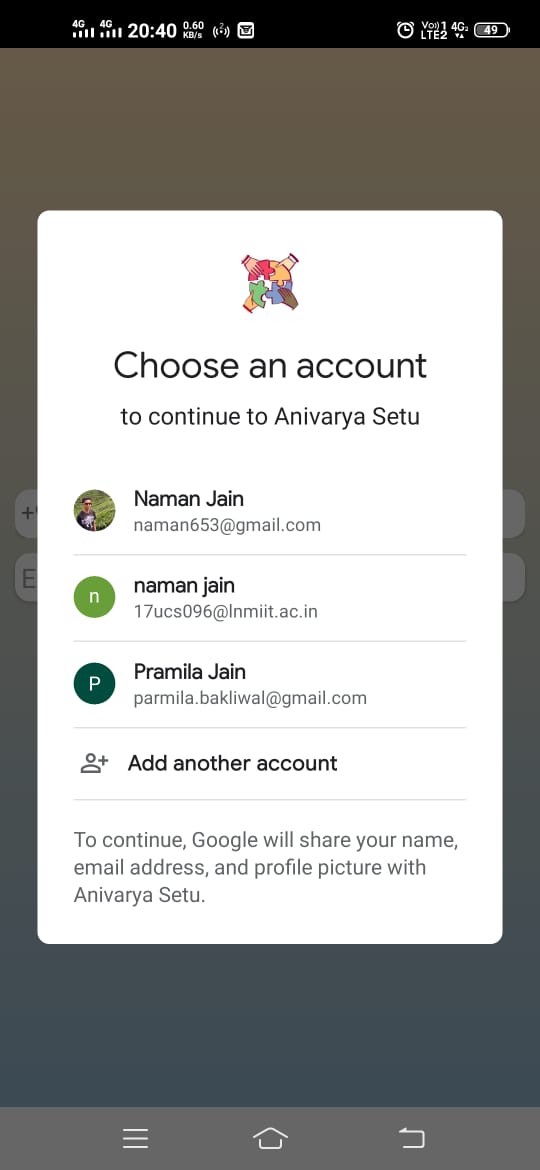 4G 4G 20:40 0.60 KB/s Vo))1 LTE2 4G 49
Choose an account
to continue to Anivarya Setu
Naman Jain
naman653@gmail.com
+9
n
naman jain
17ucs096@lnmiit.ac.in
E
P
Pramila Jain
parmila.bakliwal@gmail.com
Add another account
To continue, Google will share your name,
email address, and profile picture with
Anivarya Setu.